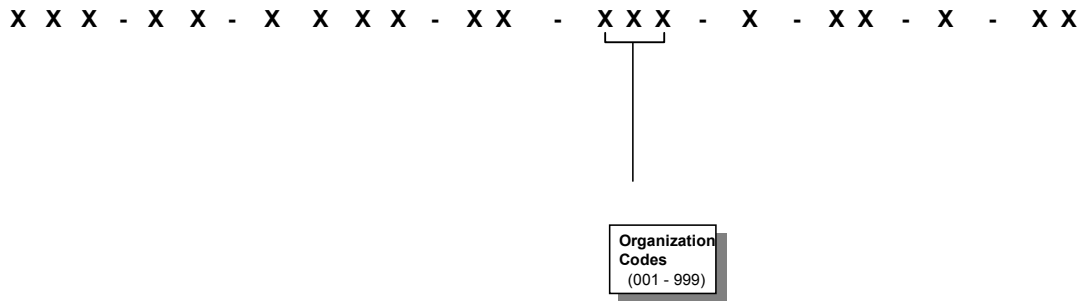 X X X - X X - X X X X - X X - X X X - X - X X - X - X X
Organization
Codes
(001 - 999)